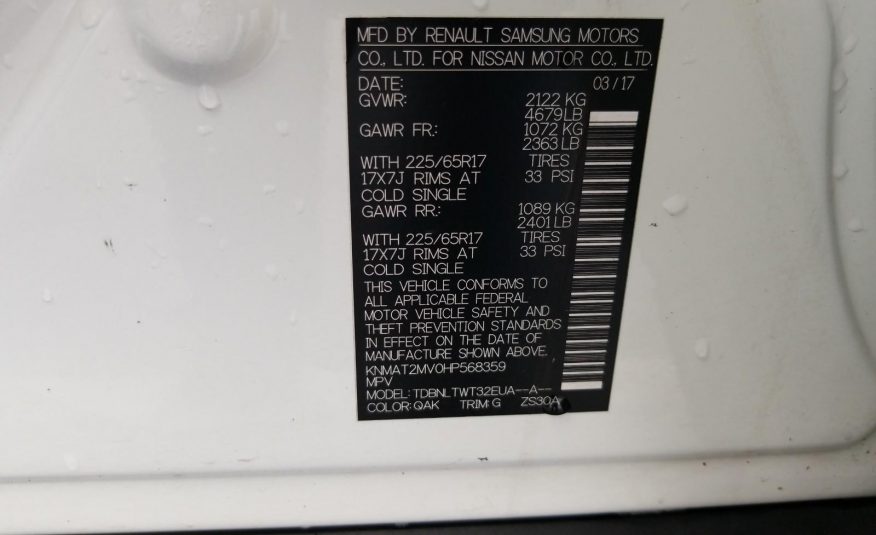 MFD BY RENAULT SAMSUNG MOTORS
CO., LTD. FOR NISSAN MOTOR CO., LTD.
DATE: 03/17
GVWR: 2122 KG
4679LB
GAWR FR: 1072 KG
2363LB
WITH 225/65R17 TIRES
17X7J RIMS AT 33 PSI
COLD SINGLE
GAWR RR: 1089 KG
2401LB
WITH 225/65R17 TIRES
17X7J RIMS AT 33 PSI
COLD SINGLE
THIS VEHICLE CONFORMS TO
ALL APPLICABLE FEDERAL
MOTOR VEHICLE SAFETY AND
THEFT PREVENTION STANDARDS
IN EFFECT ON THE DATE OF
MANUFACTURE SHOWN ABOVE.
KNMAT2MV0HP568359
MPV
MODEL: TDBNLTWT32EUA--A--
COLOR: QAK TRIM: G ZS30A